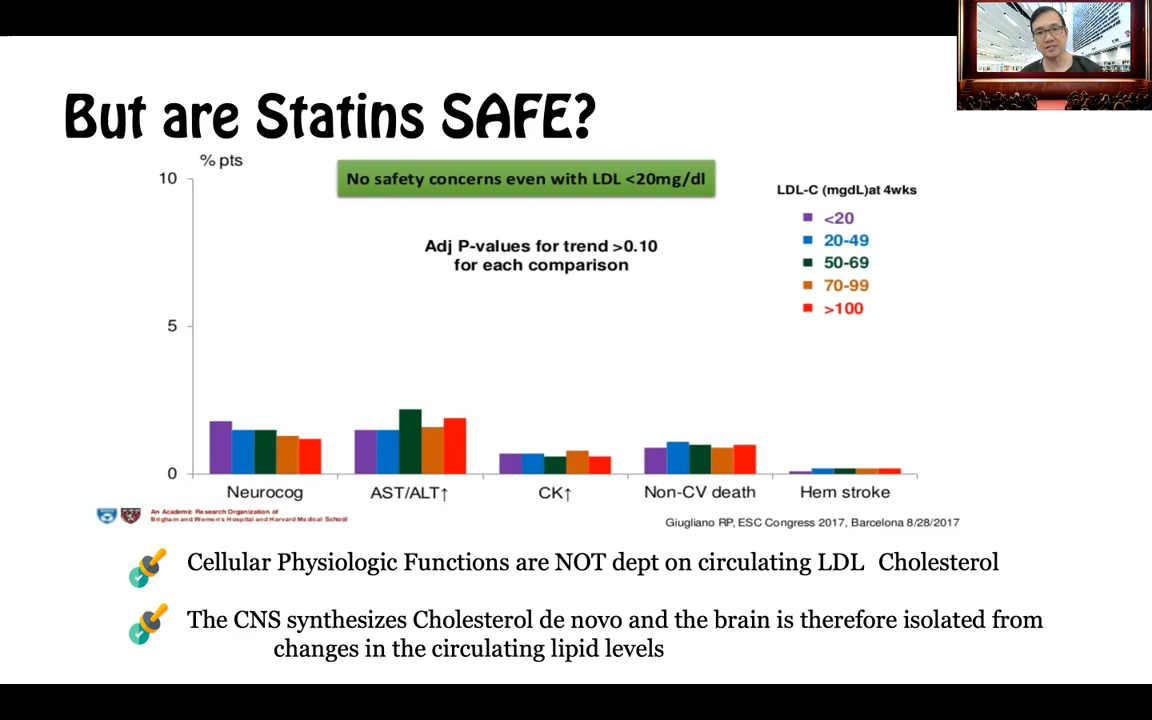 But are Statins SAFE?
% pts
10
5
0
No safety concerns even with LDL <20mg/dl
Adj P-values for trend >0.10
for each comparison
LDL-C (mgdL)at 4wks
<20
20-49
50-69
70-99
>100
Neurocog
AST/ALT↑
CK↑
Non-CV death
Hem stroke
An Academic Research Organization of
Brigham and Women's Hospital and Harvard Medical School
Giugliano RP, ESC Congress 2017, Barcelona 8/28/2017
Cellular Physiologic Functions are NOT dept on circulating LDL Cholesterol
The CNS synthesizes Cholesterol de novo and the brain is therefore isolated from
changes in the circulating lipid levels